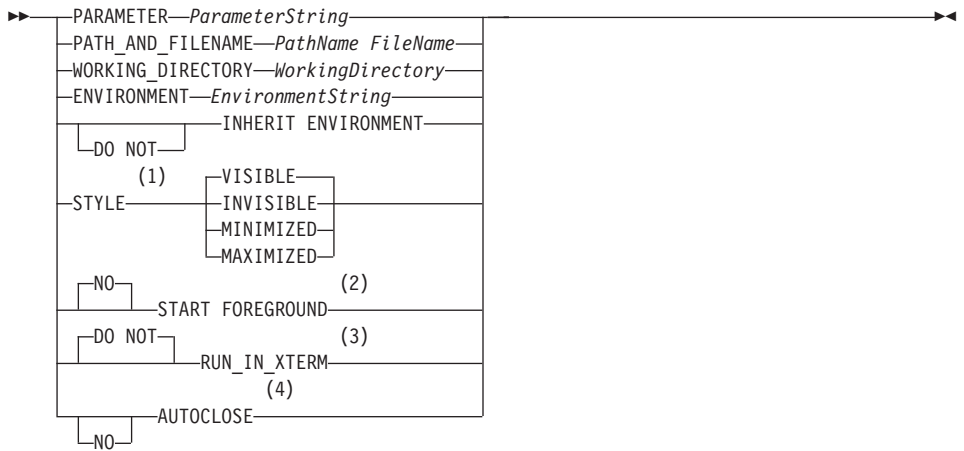 PARAMETER ParameterString
PATH_AND_FILENAME PathName FileName
WORKING_DIRECTORY WorkingDirectory
ENVIRONMENT EnvironmentString
INHERIT ENVIRONMENT
DO NOT
(1)
VISIBLE
STYLE INVISIBLE
MINIMIZED
MAXIMIZED
NO (2)
START FOREGROUND
DO NOT (3)
RUN_IN_XTERM
(4)
AUTOCLOSE
NO